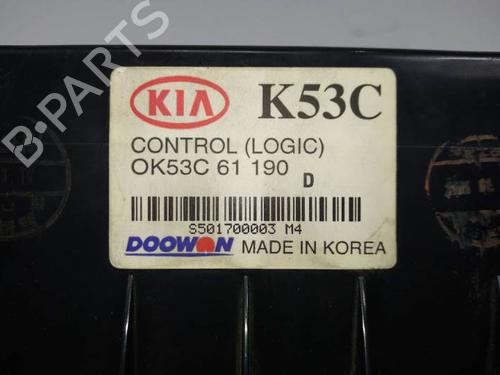 KIA K53C
CONTROL (LOGIC)
OK53C 61 190 D
S501700003 M4
DOOWON MADE IN KOREA
B-PARTS